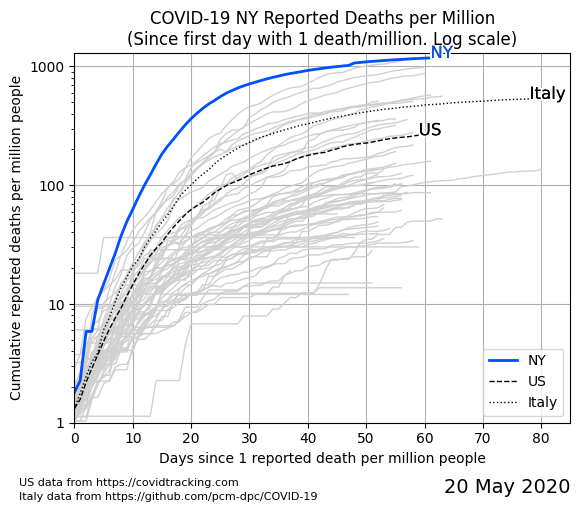 COVID-19 NY Reported Deaths per Million
(Since first day with 1 death/million. Log scale)
NY
Italy
US
1000
100
10
1
Cumulative reported deaths per million people
NY
US
Italy
0 10 20 30 40 50 60 70 80
Days since 1 reported death per million people
US data from https://covidtracking.com
Italy data from https://github.com/pcm-dpc/COVID-19
20 May 2020